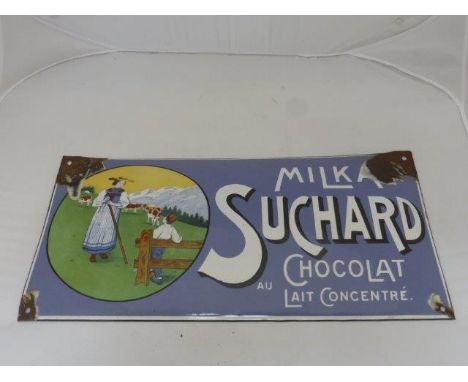 MILKA
SUCHARD
CHOCOLAT
AU
LAIT CONCENTRÉ.